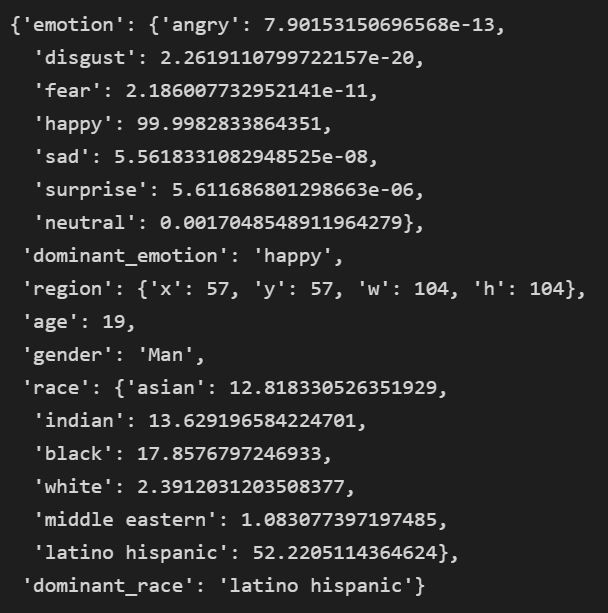 {'emotion': {'angry': 7.90153150696568e-13,
'disgust': 2.2619110799722157e-20,
'fear': 2.186007732952141e-11,
'happy': 99.9982833864351,
'sad': 5.5618331082948525e-08,
'surprise': 5.611686801298663e-06,
'neutral': 0.0017048548911964279},
'dominant_emotion': 'happy',
'region': {'x': 57, 'y': 57, 'w': 104, 'h': 104},
'age': 19,
'gender': 'Man',
'race': {'asian': 12.818330526351929,
'indian': 13.629196584224701,
'black': 17.8576797246933,
'white': 2.3912031203508377,
'middle eastern': 1.083077397197485,
'latino hispanic': 52.2205114364624},
'dominant_race': 'latino hispanic'}